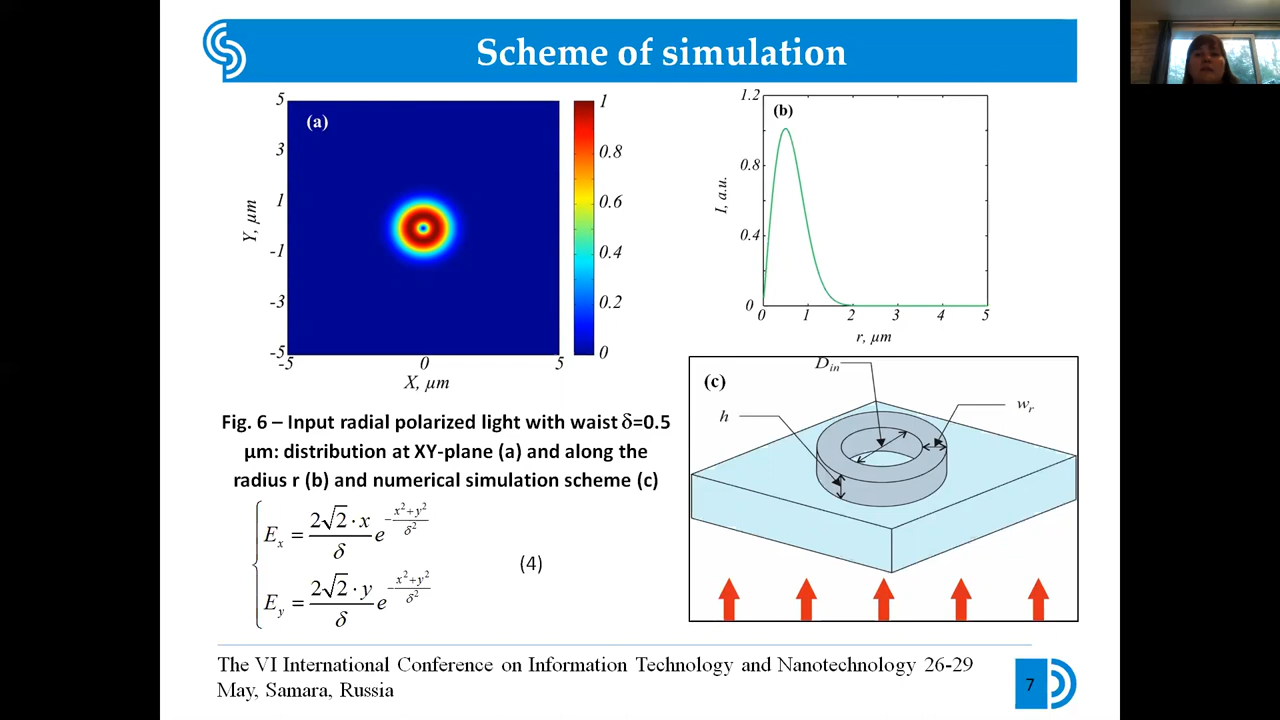 Scheme of simulation
(a)
5
3
1
-1
-3
-5
Y, μm
-5
0
5
X, μm
1
0.8
0.6
0.4
0.2
0
(b)
1.2
0.8
0.4
0
I, a.u.
0
1
2
3
4
5
r, μm
Fig. 6 – Input radial polarized light with waist δ=0.5
μm: distribution at XY-plane (a) and along the
radius r (b) and numerical simulation scheme (c)
(c)
D_in
h
w_r
E_x = 2√2·x/δ e^(-(x²+y²)/δ²)
E_y = 2√2·y/δ e^(-(x²+y²)/δ²)
(4)
The VI International Conference on Information Technology and Nanotechnology 26-29
May, Samara, Russia
7